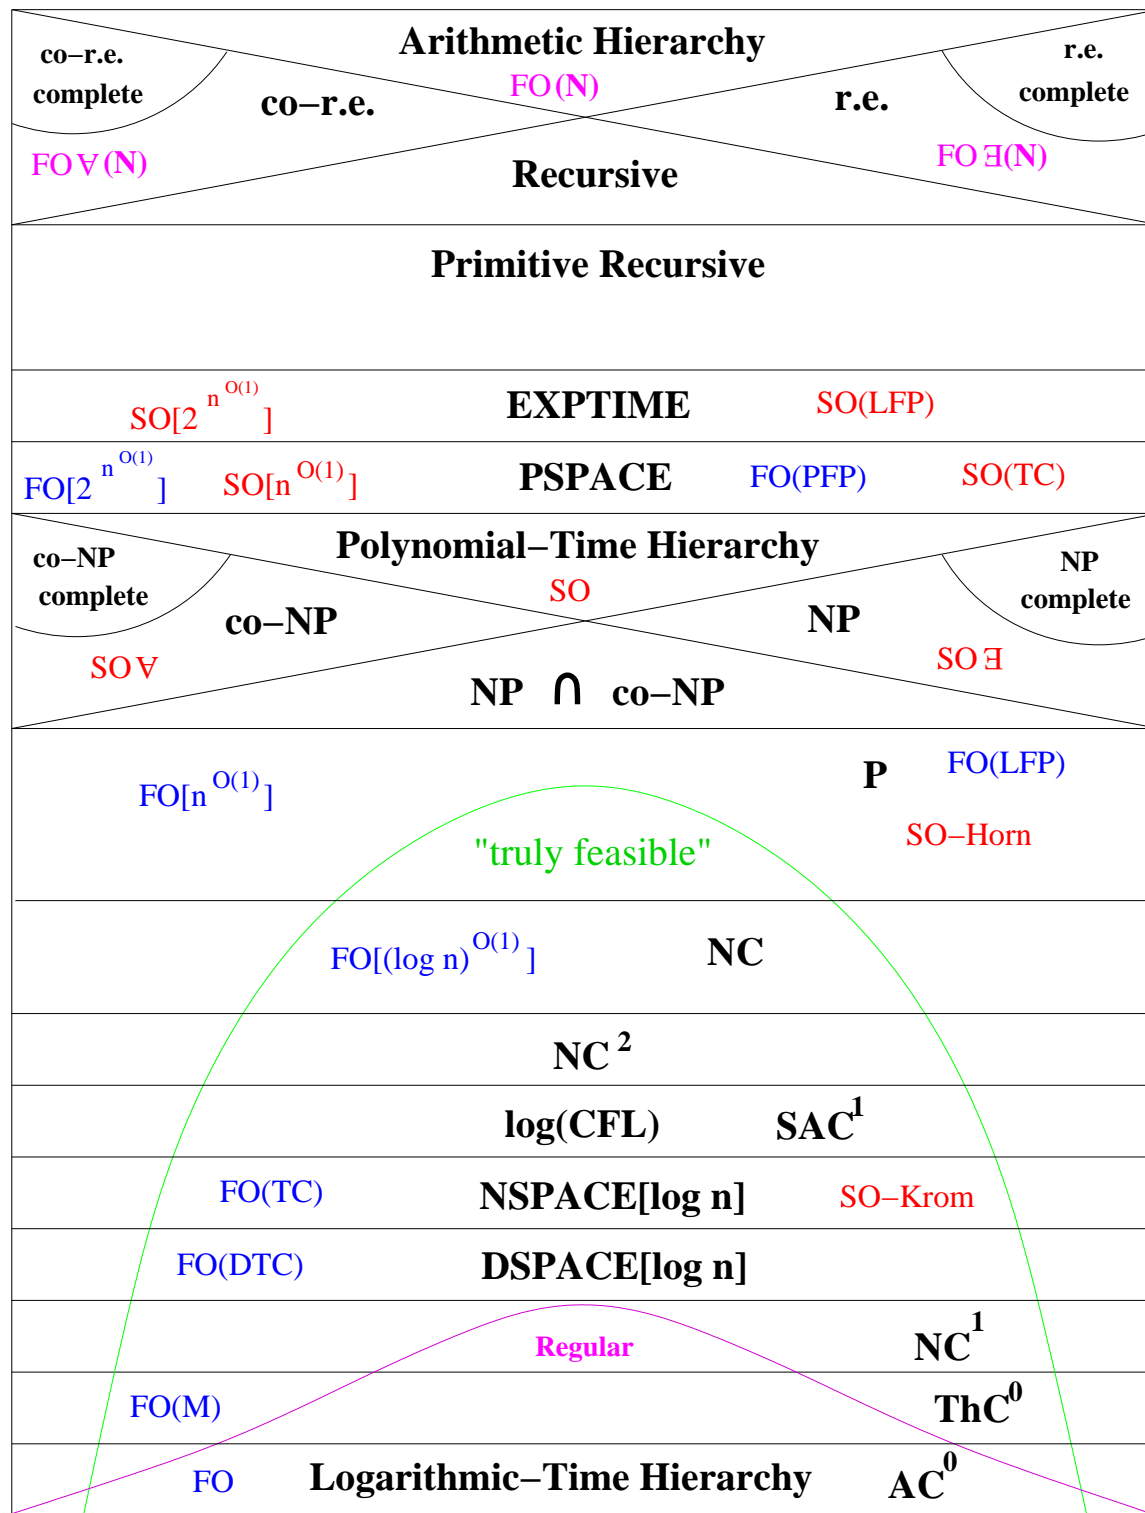 Arithmetic Hierarchy
co−r.e.
complete
r.e.
complete
FO(N)
co−r.e.
r.e.
FO∀(N)
FO∃(N)
Recursive
Primitive Recursive
SO[2^n^O(1)]
EXPTIME
SO(LFP)
FO[2^n^O(1)]
SO[n^O(1)]
PSPACE
FO(PFP)
SO(TC)
Polynomial−Time Hierarchy
co−NP
complete
NP
complete
SO
co−NP
NP
SO∀
SO∃
NP ∩ co−NP
FO[n^O(1)]
P
FO(LFP)
SO−Horn
"truly feasible"
FO[(log n)^O(1)]
NC
NC^2
log(CFL)
SAC^1
FO(TC)
NSPACE[log n]
SO−Krom
FO(DTC)
DSPACE[log n]
Regular
NC^1
FO(M)
ThC^0
FO
Logarithmic−Time Hierarchy
AC^0